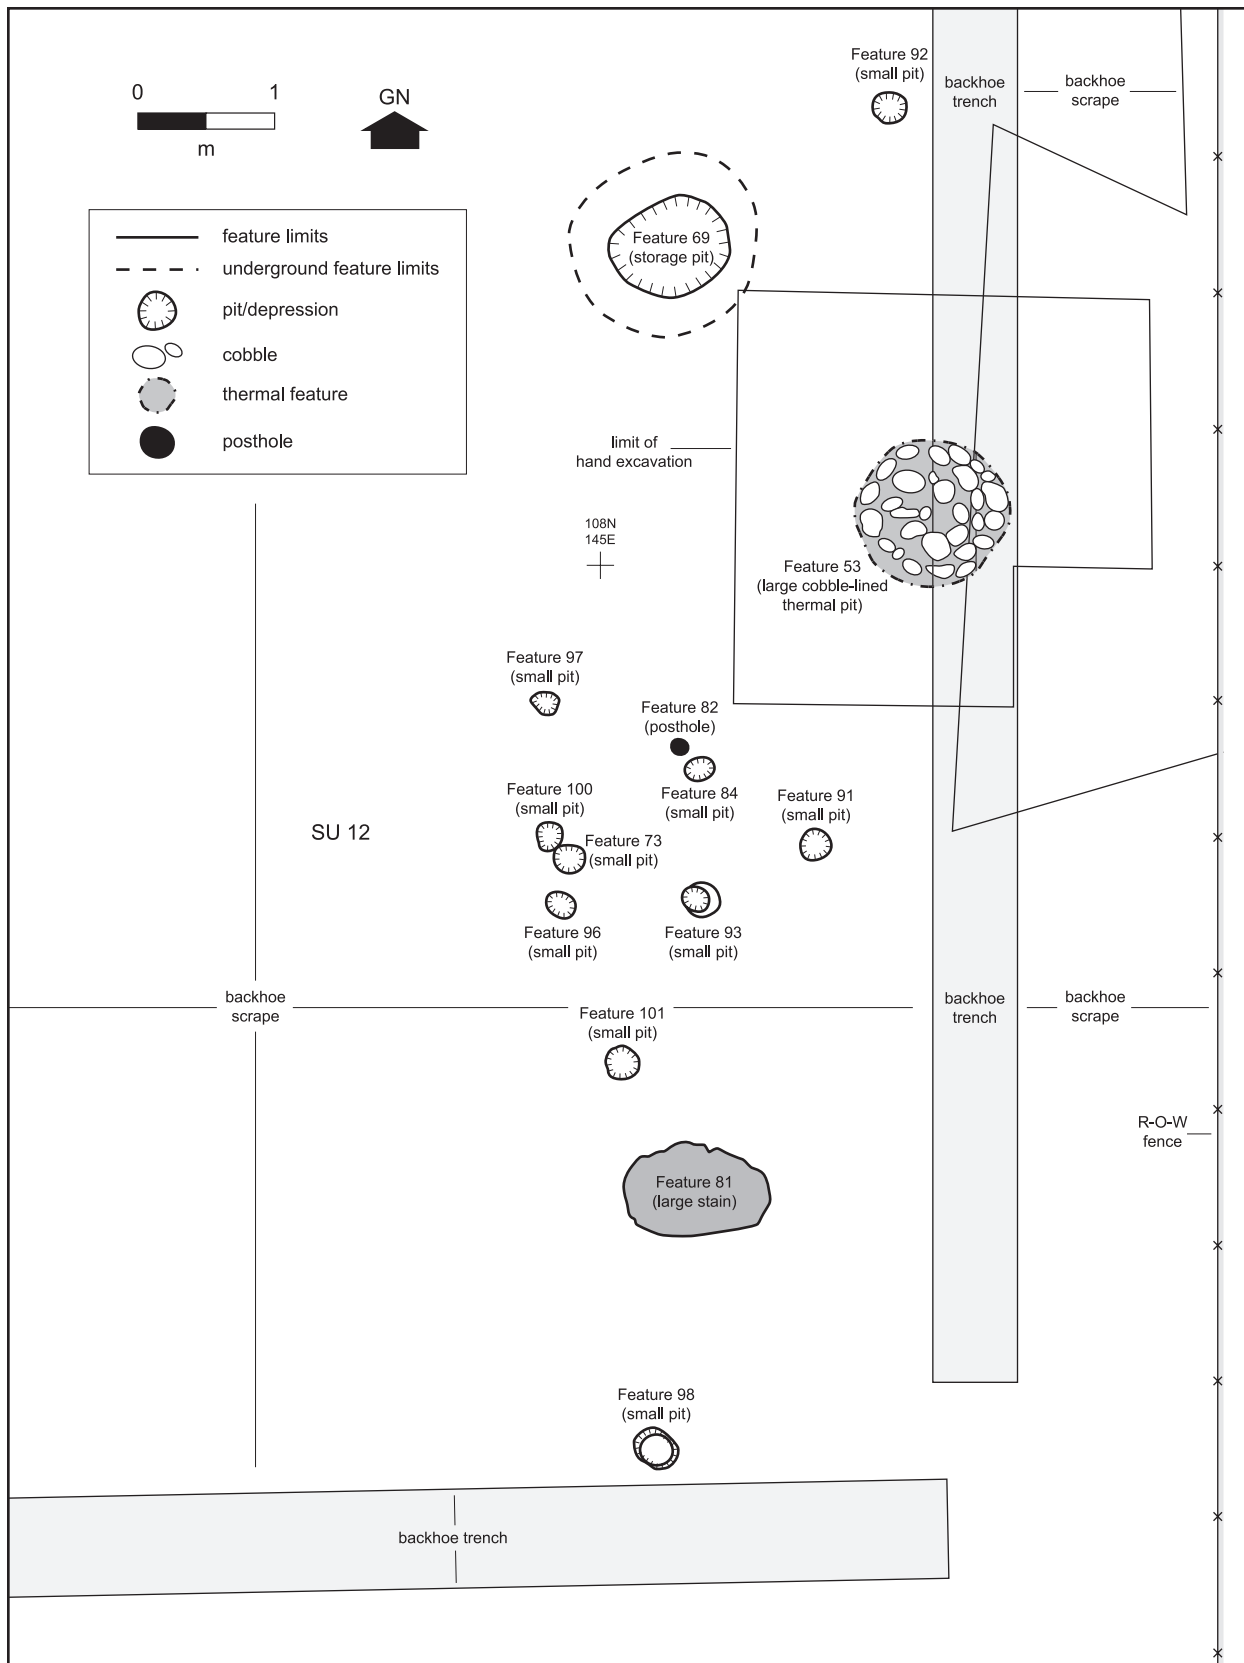 Feature 92
(small pit)
backhoe
trench
backhoe
scrape
0 1
m
GN
feature limits
underground feature limits
pit/depression
cobble
thermal feature
posthole
Feature 69
(storage pit)
limit of
hand excavation
108N
145E
Feature 53
(large cobble-lined
thermal pit)
Feature 97
(small pit)
Feature 82
(posthole)
Feature 84
(small pit)
Feature 91
(small pit)
Feature 100
(small pit)
SU 12
Feature 73
(small pit)
Feature 96
(small pit)
Feature 93
(small pit)
backhoe
scrape
backhoe
trench
backhoe
scrape
Feature 101
(small pit)
R-O-W
fence
Feature 81
(large stain)
Feature 98
(small pit)
backhoe trench